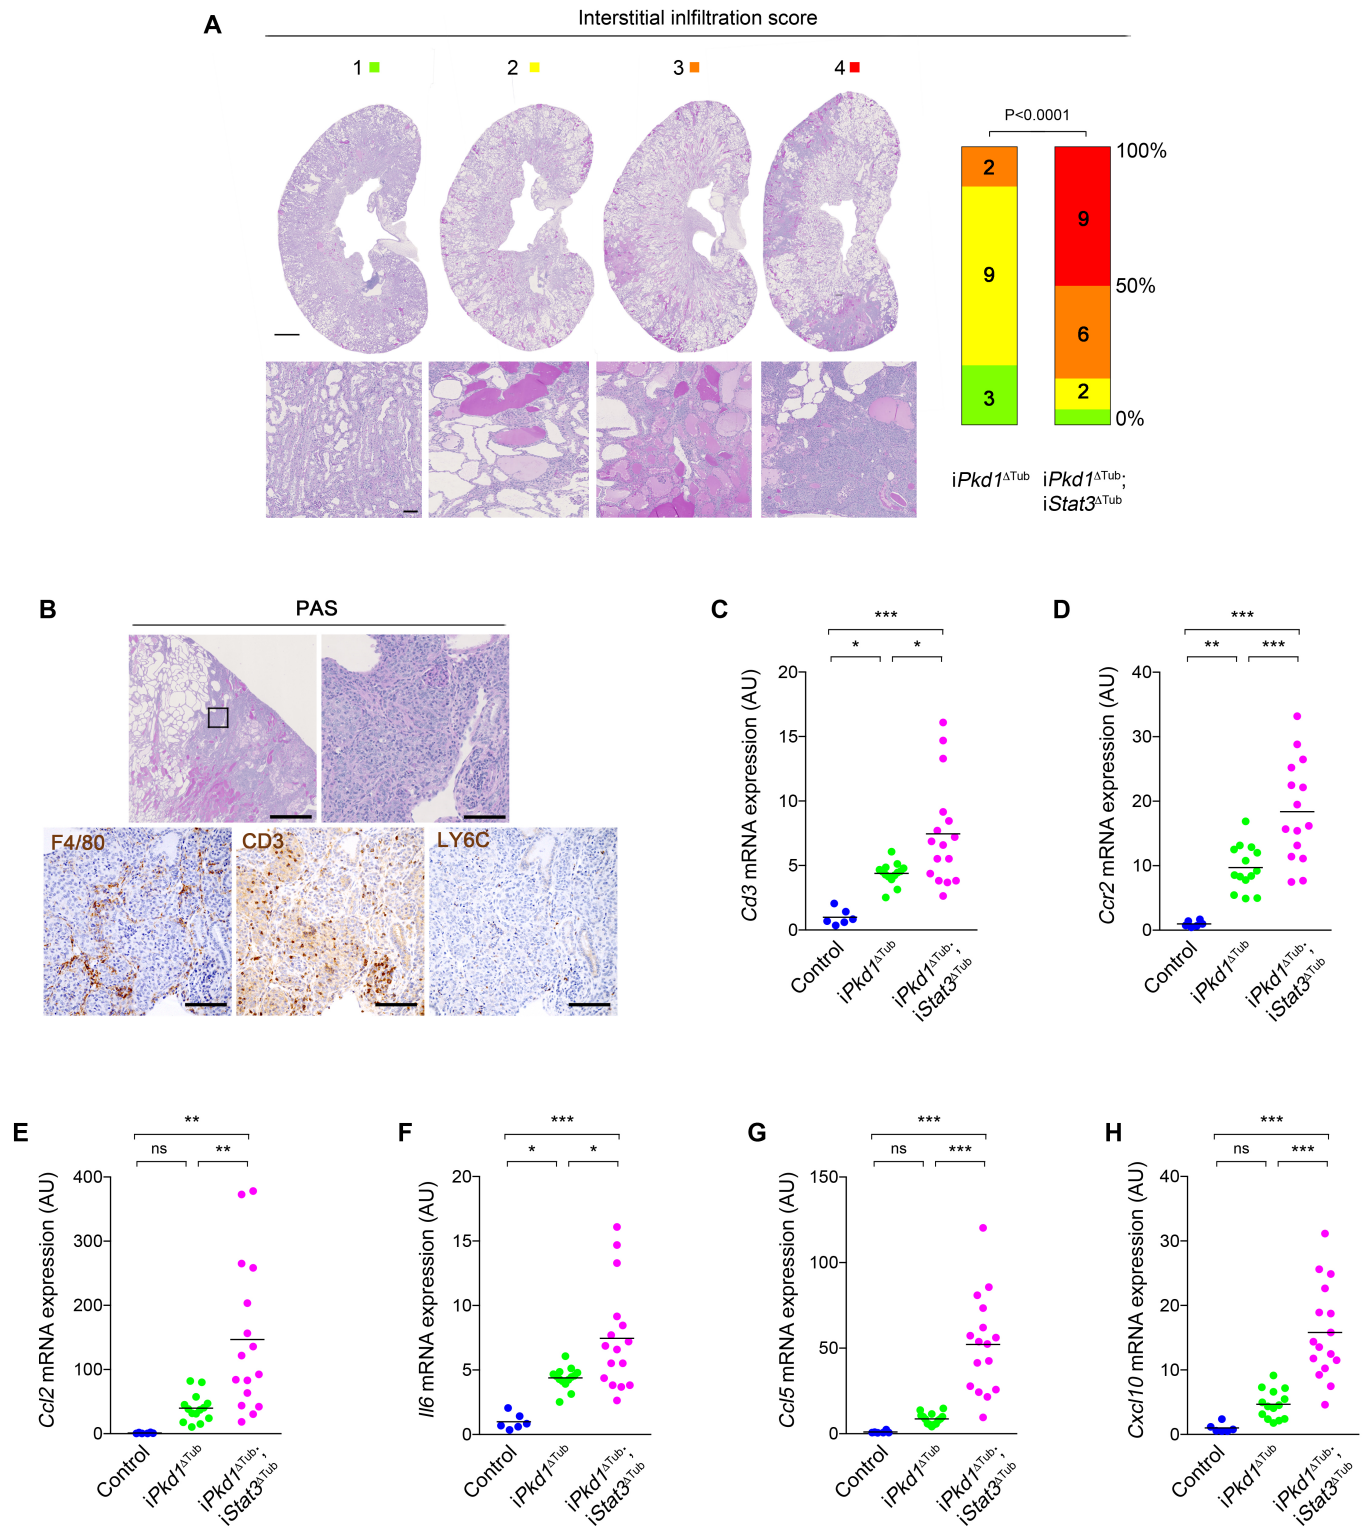 A
Interstitial inlfiltration score
1
2
3
4
P<0.0001
2
9
3
9
6
2
100%
50%
0%
iPkd1ΔTub
iPkd1ΔTub;
iStat3ΔTub
B
PAS
F4/80
CD3
LY6C
C
***
*
*
Cd3 mRNA expression (AU)
20
15
10
5
0
Control
iPkd1ΔTub
iPkd1ΔTub;
iStat3ΔTub
D
***
**
***
Ccr2 mRNA expression (AU)
40
30
20
10
0
Control
iPkd1ΔTub
iPkd1ΔTub;
iStat3ΔTub
E
**
ns
**
Ccl2 mRNA expression (AU)
400
300
200
100
0
Control
iPkd1ΔTub
iPkd1ΔTub;
iStat3ΔTub
F
***
*
*
Il6 mRNA expression (AU)
20
15
10
5
0
Control
iPkd1ΔTub
iPkd1ΔTub;
iStat3ΔTub
G
***
ns
***
Ccl5 mRNA expression (AU)
150
100
50
0
Control
iPkd1ΔTub
iPkd1ΔTub;
iStat3ΔTub
H
***
ns
***
Cxcl10 mRNA expression (AU)
40
30
20
10
0
Control
iPkd1ΔTub
iPkd1ΔTub;
iStat3ΔTub